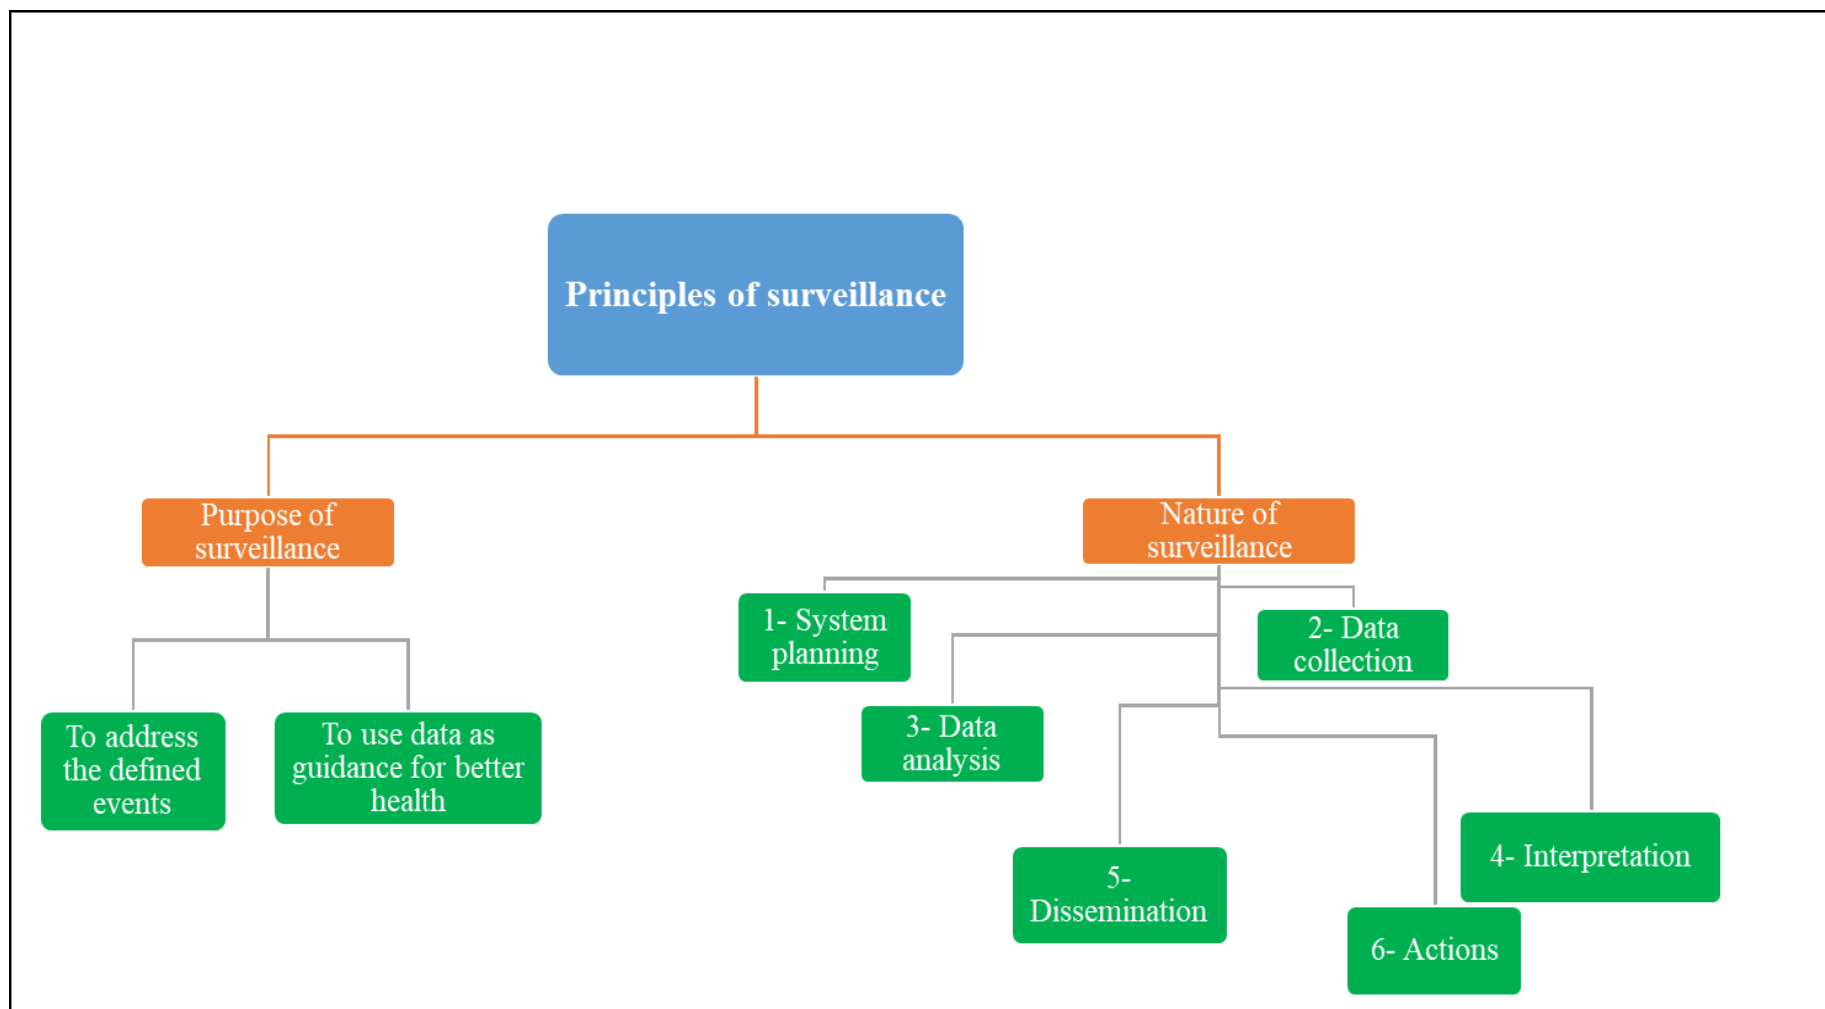 Principles of surveillance
Purpose of
surveillance
Nature of
surveillance
To address
the defined
events
To use data as
guidance for better
health
1- System
planning
2- Data
collection
3- Data
analysis
4- Interpretation
5-
Dissemination
6- Actions